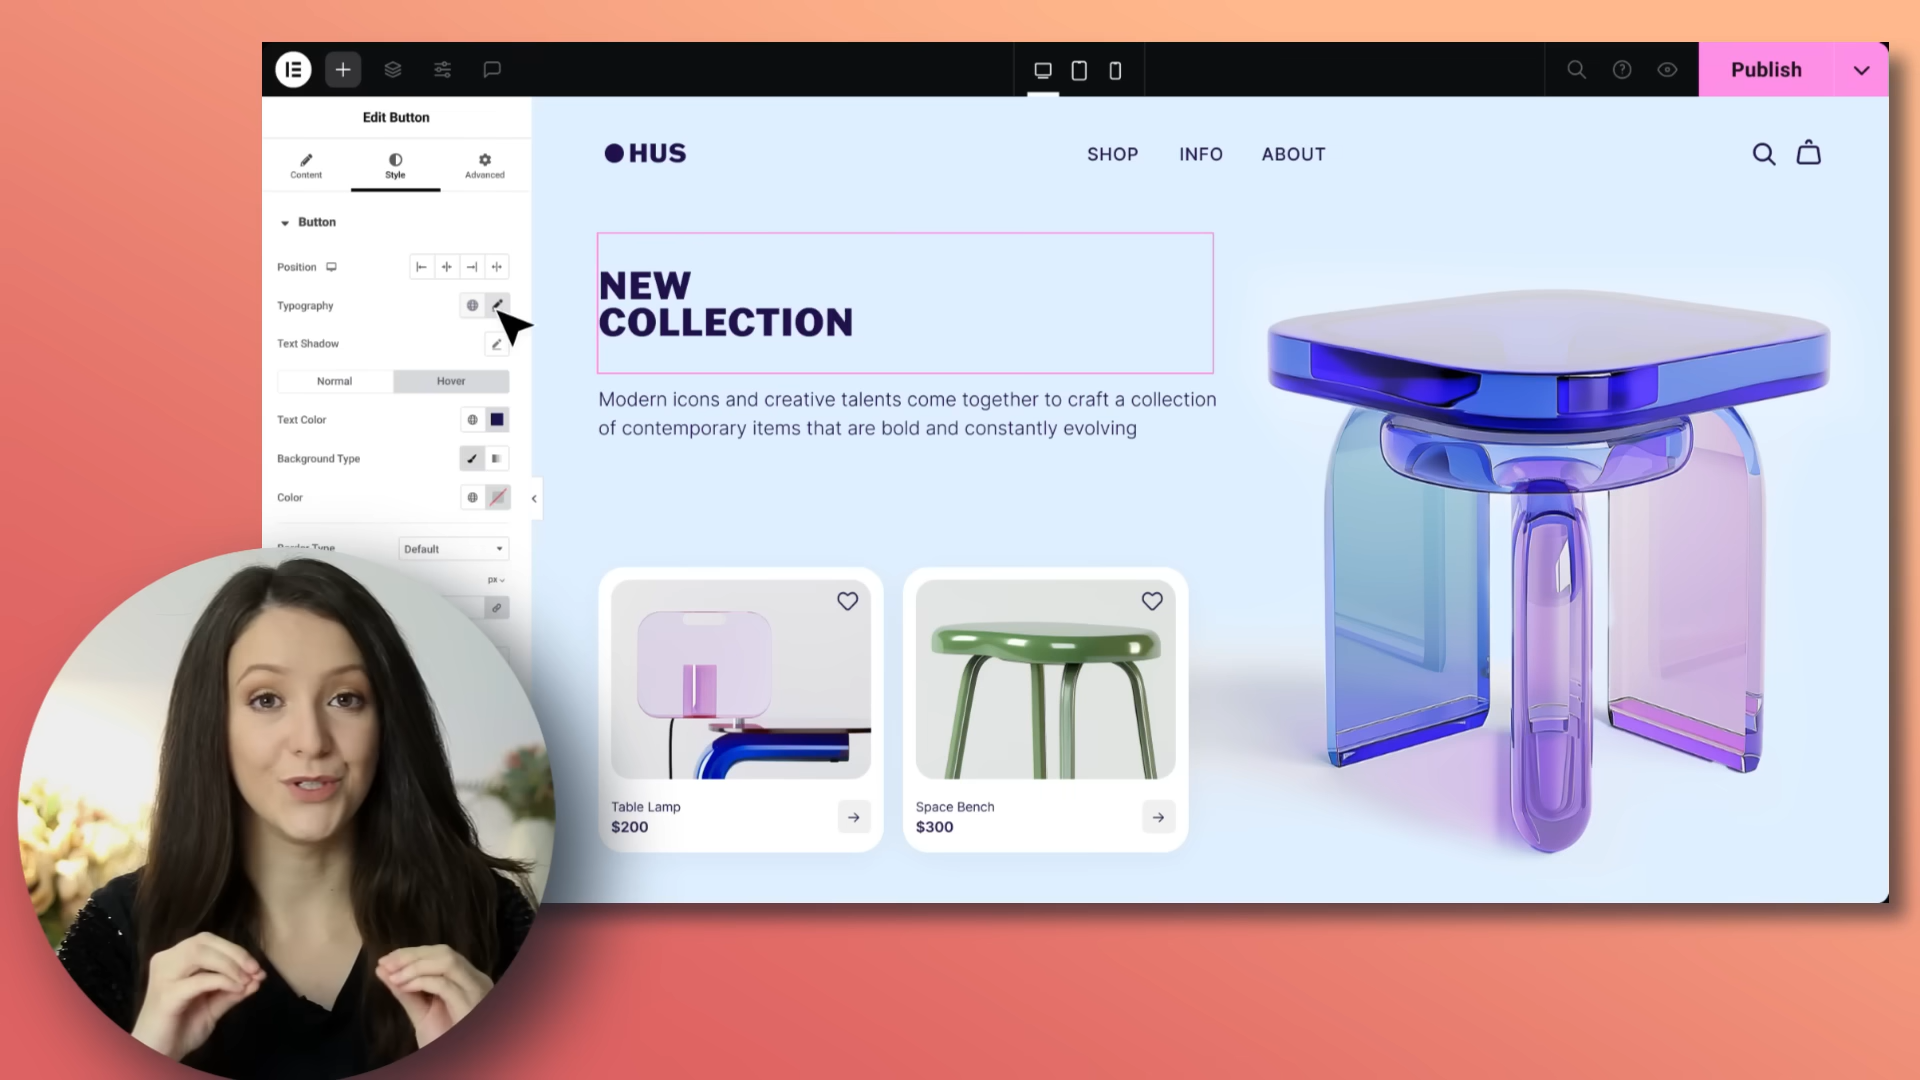 Publish
Edit Button
Content
Style
Advanced
HUS
SHOP
INFO
ABOUT
Button
Position
Typography
Text Shadow
Normal
Hover
Text Color
Background Type
Color
Border Type
Default
px
NEW
COLLECTION
Modern icons and creative talents come together to craft a collection
of contemporary items that are bold and constantly evolving
Table Lamp
$200
Space Bench
$300